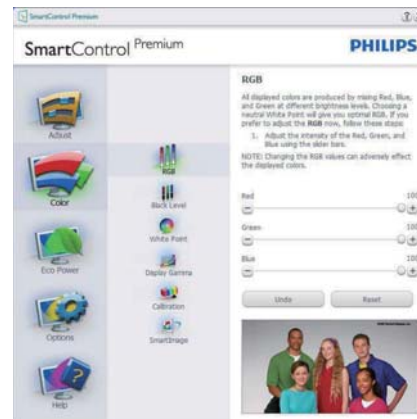 SmartControl Premium
SmartControl Premium
PHILIPS
Adjust
Color
Eco Power
Options
Help
RGB
Black Level
White Point
Display Gamma
Calibration
SmartImage
RGB
All displayed colors are produced by mixing Red, Blue,
and Green at different brightness levels. Choosing a
neutral White Point will give you optimal RGB. If you
prefer to adjust the RGB now, follow these steps:
1. Adjust the intensity of the Red, Green, and
Blue using the slider bars.
NOTE: Changing the RGB values can adversely effect
the displayed colors.
Red
100
Green
100
Blue
100
Undo
Reset